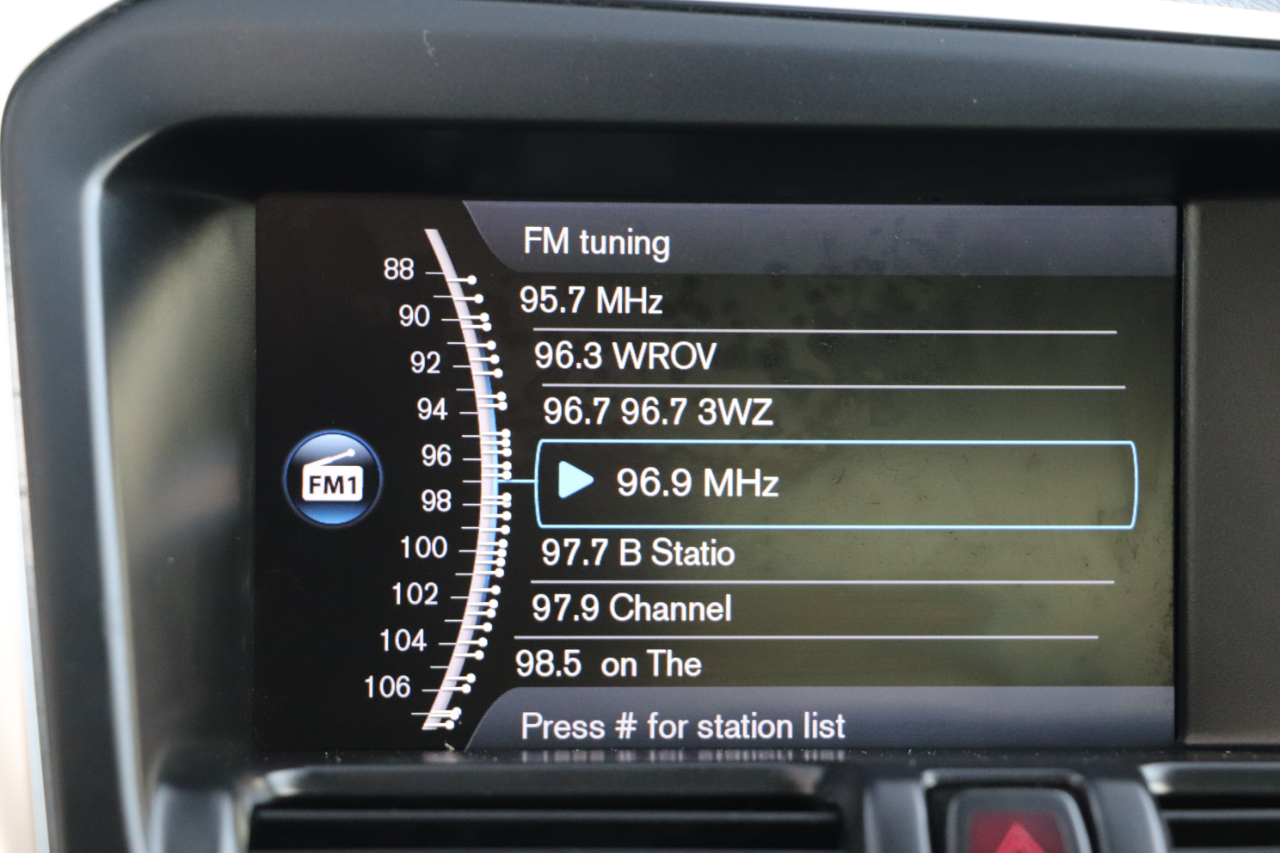 FM tuning
88
90
92
94
96
98
100
102
104
106
FM1
95.7 MHz
96.3 WROV
96.7 96.7 3WZ
96.9 MHz
97.7 B Statio
97.9 Channel
98.5 on The
Press # for station list